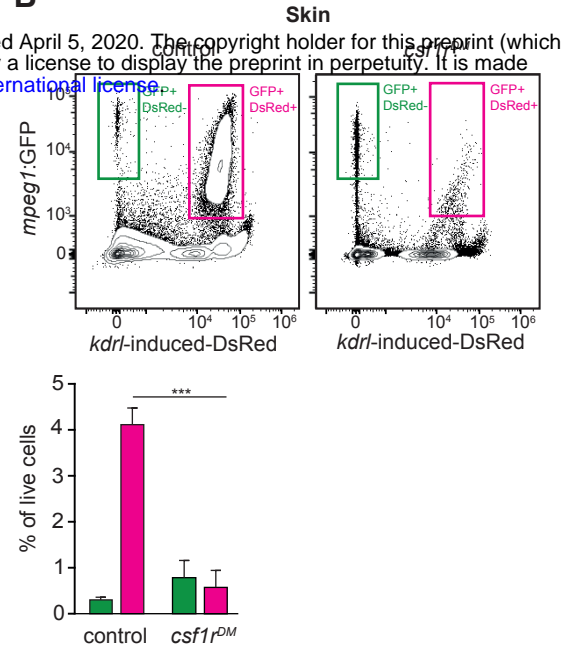 B
Skin
ed April 5, 2020. The copyright holder for this preprint (which
r a license to display the preprint in perpetuity. It is made
ernational license.
control
csf1rDM
GFP+
DsRed-
GFP+
DsRed+
GFP+
DsRed-
GFP+
DsRed+
mpeg1:GFP
10⁵
10⁴
10³
0
0 10⁴ 10⁵ 10⁶
0 10⁴ 10⁵ 10⁶
kdrl-induced-DsRed
kdrl-induced-DsRed
% of live cells
5
4
3
2
1
0
***
control
csf1rᴰᴹ